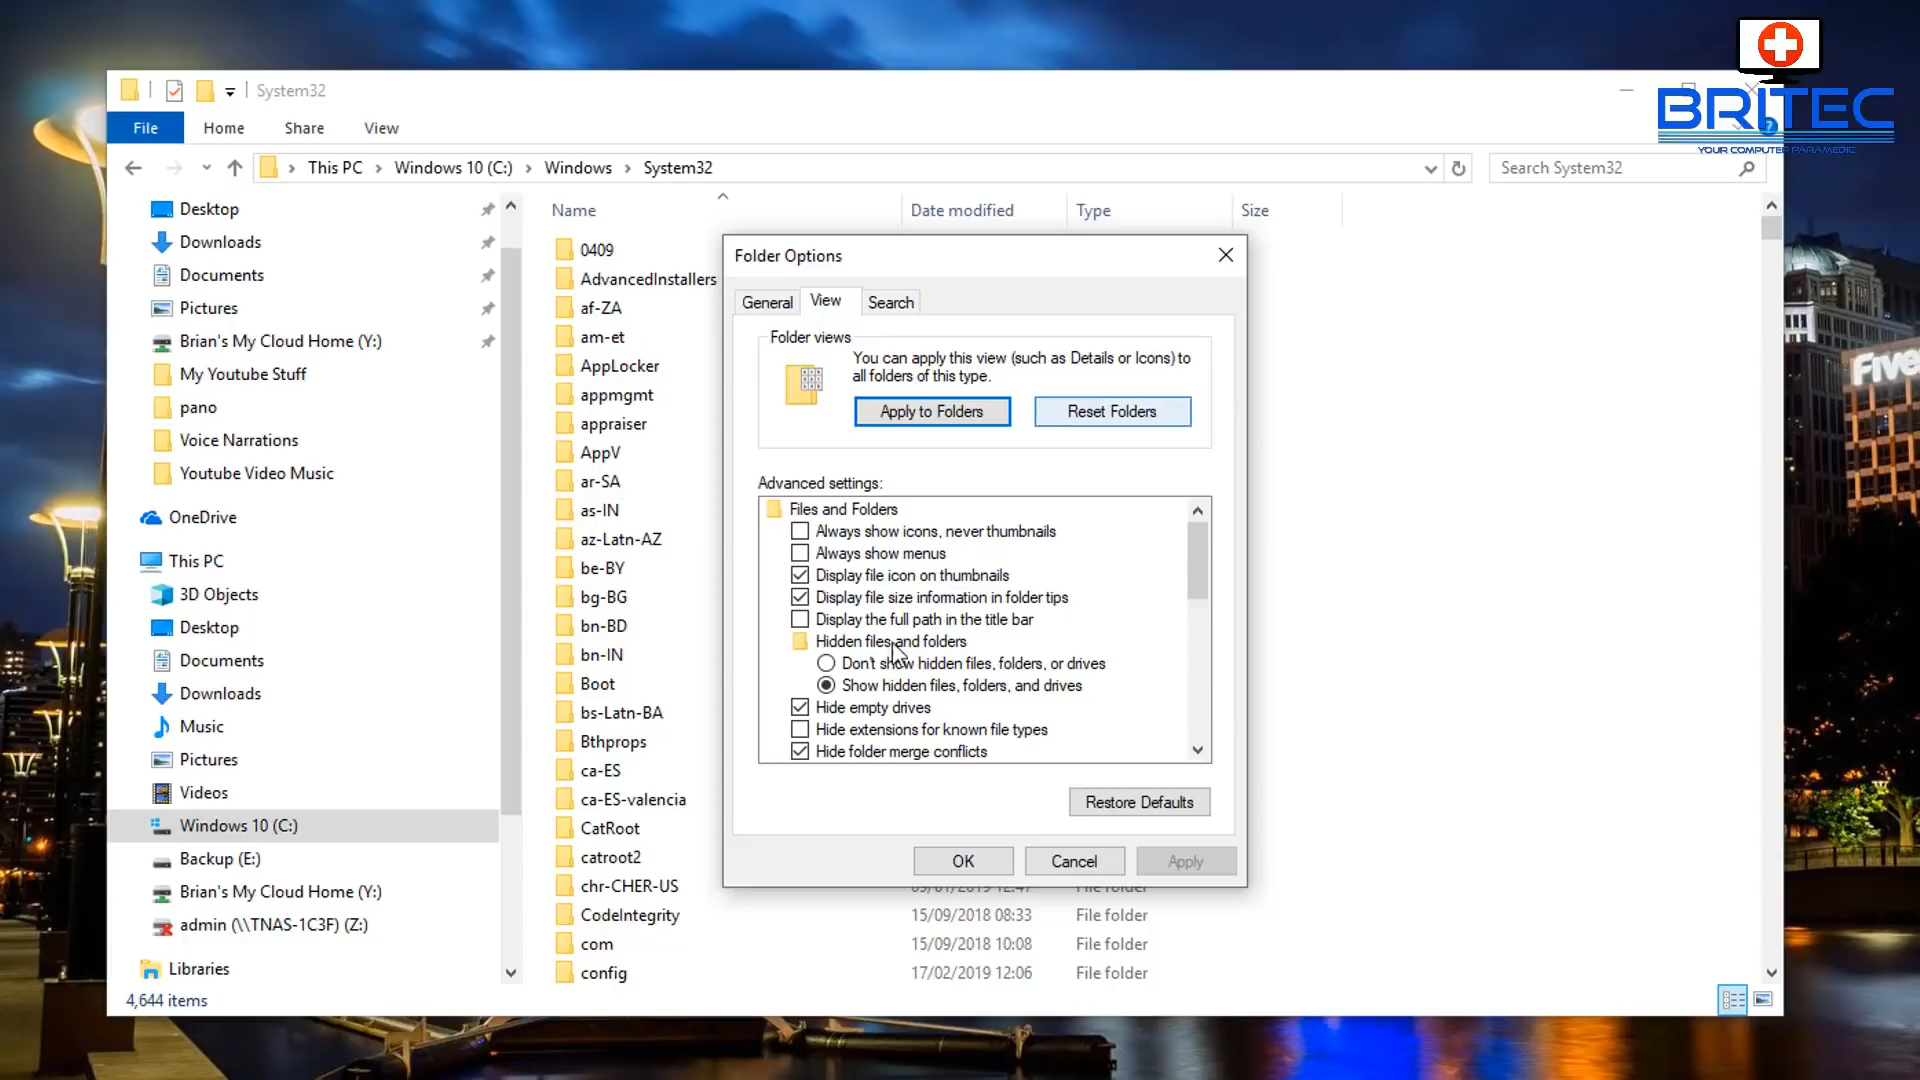 BRITEC
YOUR COMPUTER PARAMEDIC
System32
File Home Share View
This PC Windows 10 (C:) Windows System32
Search System32
Desktop
Downloads
Documents
Pictures
Brian's My Cloud Home (Y:)
My Youtube Stuff
pano
Voice Narrations
Youtube Video Music
OneDrive
This PC
3D Objects
Desktop
Documents
Downloads
Music
Pictures
Videos
Windows 10 (C:)
Backup (E:)
Brian's My Cloud Home (Y:)
admin (\\TNAS-1C3F) (Z:)
Libraries
4,644 items
Name Date modified Type Size
0409
AdvancedInstallers
af-ZA
am-et
AppLocker
appmgmt
appraiser
AppV
ar-SA
as-IN
az-Latn-AZ
be-BY
bg-BG
bn-BD
bn-IN
Boot
bs-Latn-BA
Bthprops
ca-ES
ca-ES-valencia
CatRoot
catroot2
chr-CHER-US File folder
CodeIntegrity 15/09/2018 08:33 File folder
com 15/09/2018 10:08 File folder
config 17/02/2019 12:06 File folder
Folder Options
General View Search
Folder views
You can apply this view (such as Details or Icons) to
all folders of this type.
Apply to Folders Reset Folders
Advanced settings:
Files and Folders
Always show icons, never thumbnails
Always show menus
Display file icon on thumbnails
Display file size information in folder tips
Display the full path in the title bar
Hidden files and folders
Don't show hidden files, folders, or drives
Show hidden files, folders, and drives
Hide empty drives
Hide extensions for known file types
Hide folder merge conflicts
Restore Defaults
OK Cancel Apply
Five